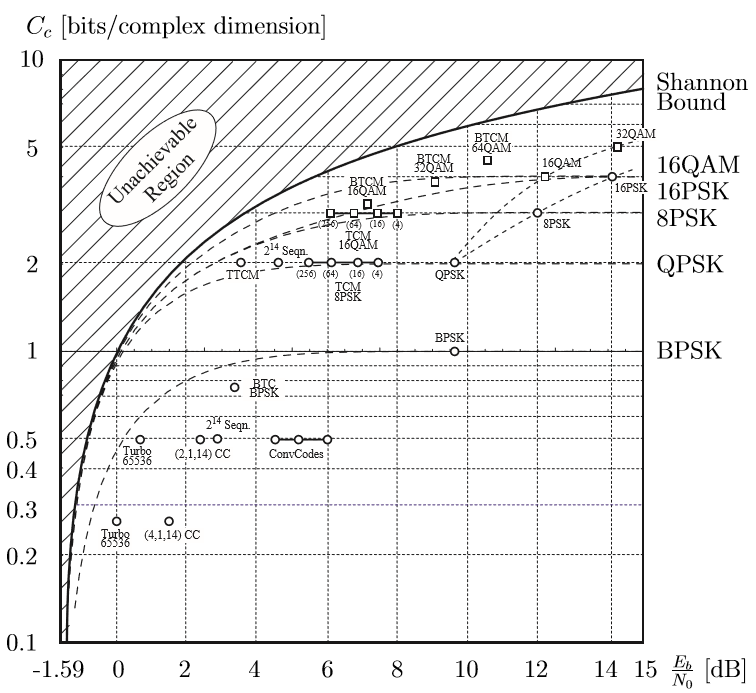 C_c [bits/complex dimension]
10
Shannon
Bound
Unachievable
Region
5
32QAM
BTCM
64QAM
BTCM
32QAM
16QAM
16QAM
BTCM
16QAM
16PSK
16PSK
(256) (64) (16) (4)
8PSK
8PSK
TCM
16QAM
2^14 Seqn.
2
TTCM
(256) (64) (16) (4)
QPSK
QPSK
TCM
8PSK
BPSK
1
BPSK
BTC
BPSK
2^14 Seqn.
0.5
Turbo
65536
(2,1,14) CC
ConvCodes
0.4
0.3
Turbo
65536
(4,1,14) CC
0.2
0.1
-1.59 0 2 4 6 8 10 12 14 15
E_b/N_0 [dB]